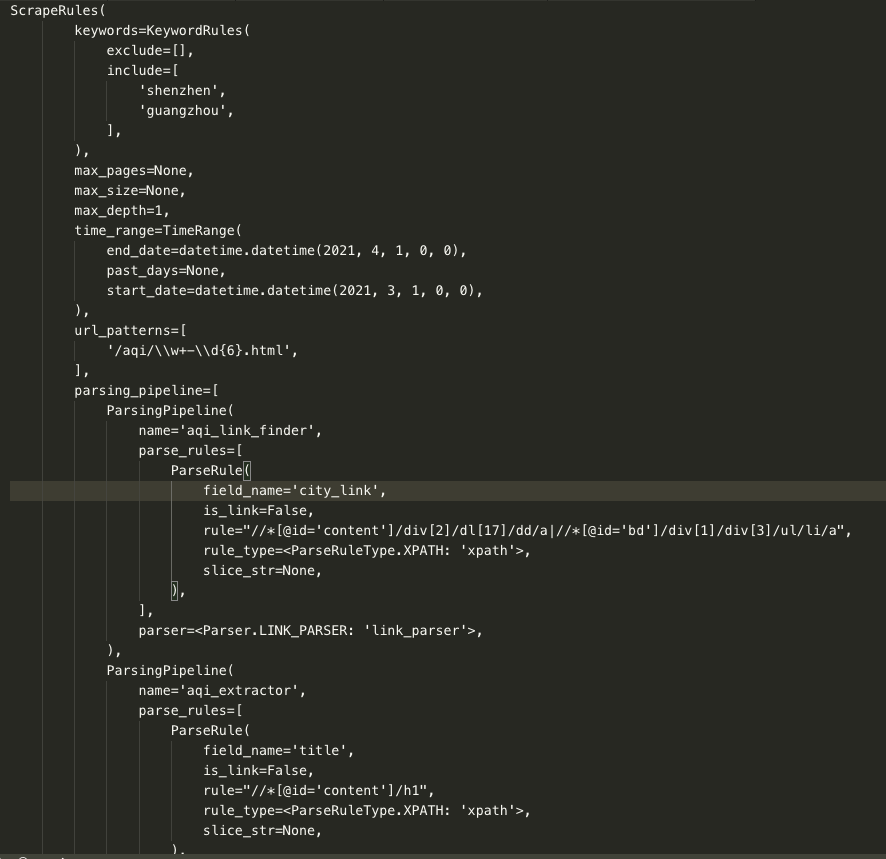 ScrapeRules(
keywords=KeywordRules(
exclude=[],
include=[
'shenzhen',
'guangzhou',
],
),
max_pages=None,
max_size=None,
max_depth=1,
time_range=TimeRange(
end_date=datetime.datetime(2021, 4, 1, 0, 0),
past_days=None,
start_date=datetime.datetime(2021, 3, 1, 0, 0),
),
url_patterns=[
'/aqi/\\w+-\\d{6}.html',
],
parsing_pipeline=[
ParsingPipeline(
name='aqi_link_finder',
parse_rules=[
ParseRule(
field_name='city_link',
is_link=False,
rule="//*[@id='content']/div[2]/dl[17]/dd/a|//*[@id='bd']/div[1]/div[3]/ul/li/a",
rule_type=<ParseRuleType.XPATH: 'xpath'>,
slice_str=None,
),
],
parser=<Parser.LINK_PARSER: 'link_parser'>,
),
ParsingPipeline(
name='aqi_extractor',
parse_rules=[
ParseRule(
field_name='title',
is_link=False,
rule="//*[@id='content']/h1",
rule_type=<ParseRuleType.XPATH: 'xpath'>,
slice_str=None,
),